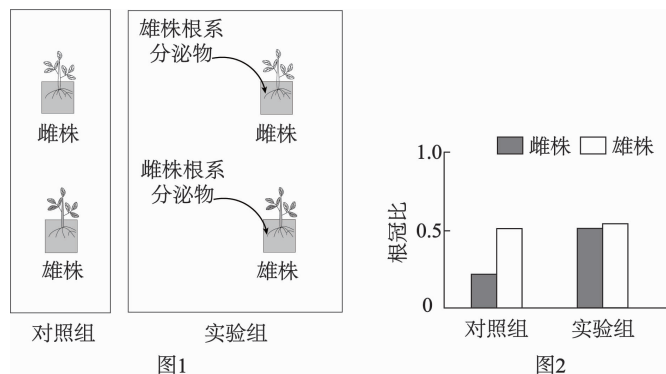 雌株
雄株
对照组
雄株根系
分泌物
雌株
雌株根系
分泌物
雄株
实验组
图1
雌株 雄株
根冠比
1.0
0.5
0
对照组 实验组
图2